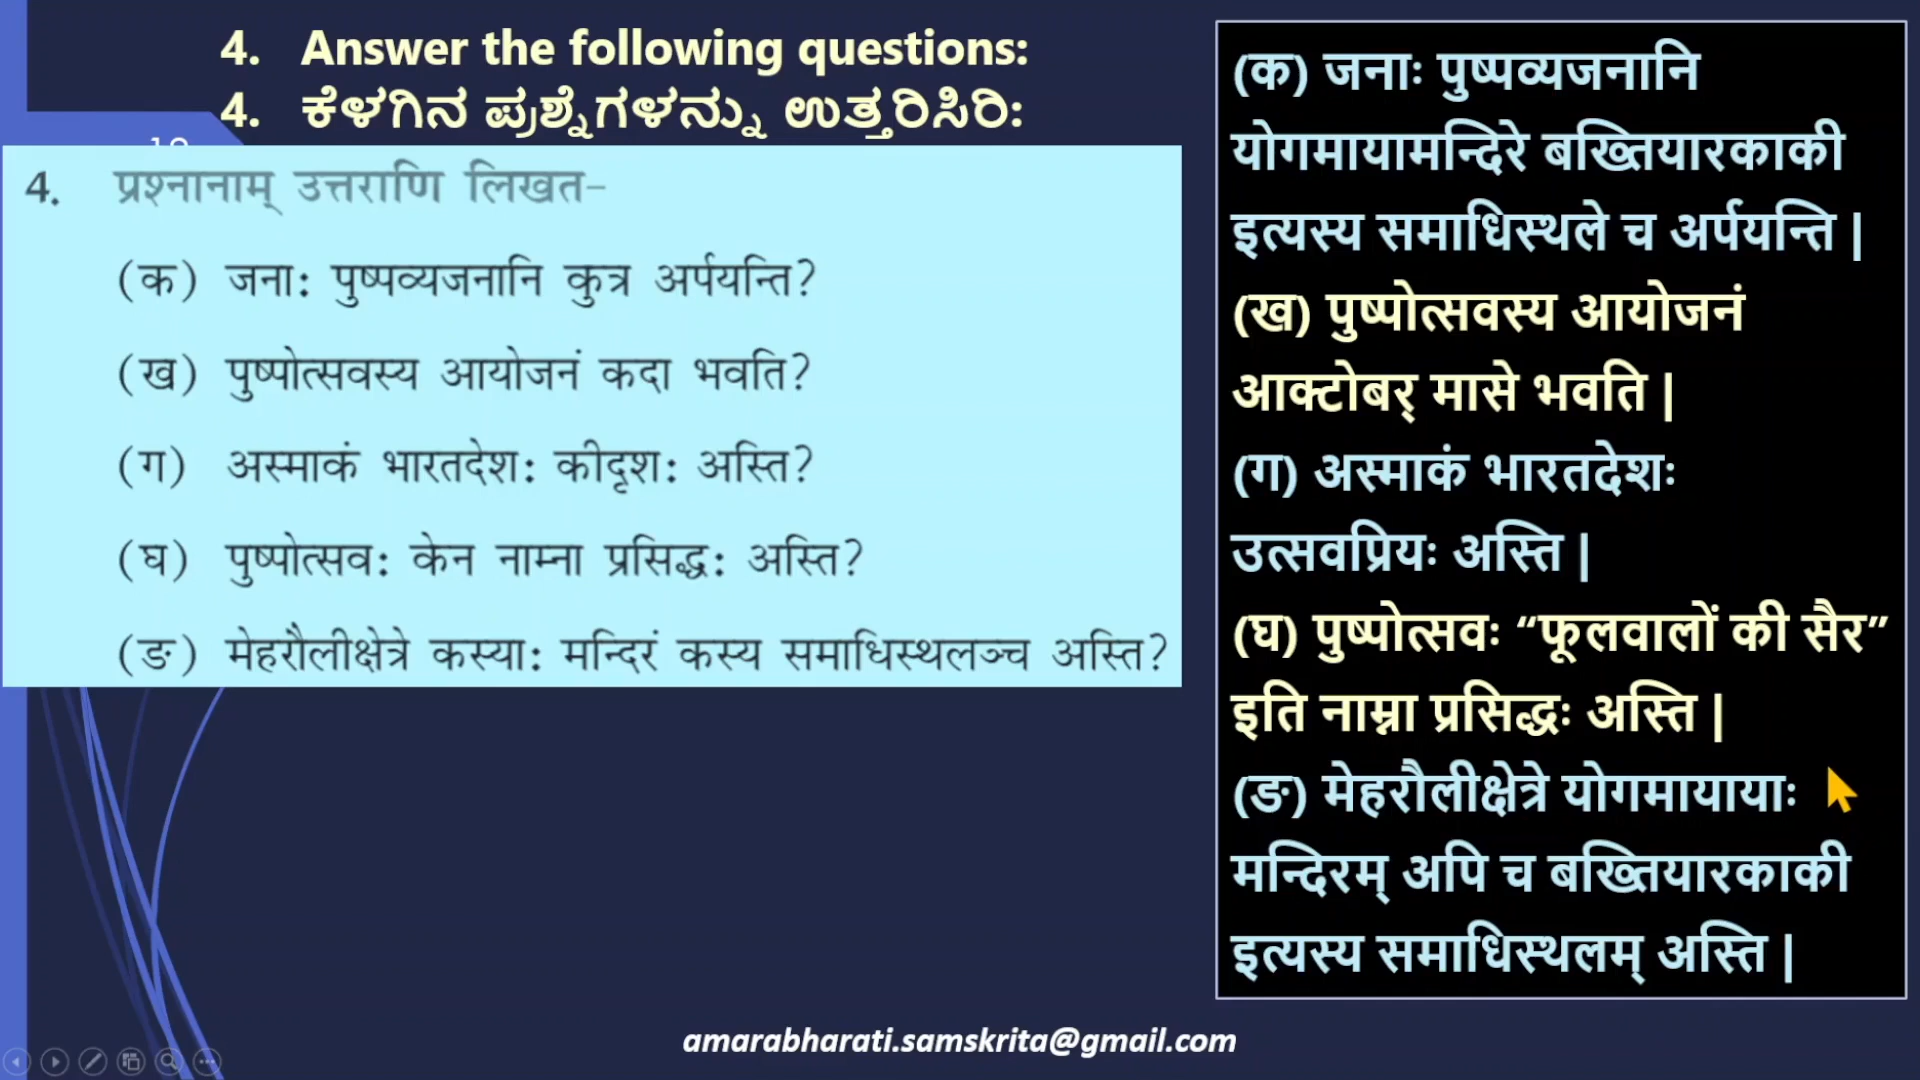 4. Answer the following questions:
4. ಕೆಳಗಿನ ಪ್ರಶ್ನೆಗಳನ್ನು ಉತ್ತರಿಸಿರಿ:
4. प्रश्नानाम् उत्तराणि लिखत–
(क) जना: पुष्पव्यजनानि कुत्र अर्पयन्ति?
(ख) पुष्पोत्सवस्य आयोजनं कदा भवति?
(ग) अस्माकं भारतदेश: कीदृश: अस्ति?
(घ) पुष्पोत्सव: केन नाम्ना प्रसिद्ध: अस्ति?
(ङ) मेहरौलीक्षेत्रे कस्या: मन्दिरं कस्य समाधिस्थलञ्च अस्ति?
(क) जनाः पुष्पव्यजनानि
योगमायामन्दिरे बख्तियारकाकी
इत्यस्य समाधिस्थले च अर्पयन्ति |
(ख) पुष्पोत्सवस्य आयोजनं
आक्टोबर् मासे भवति |
(ग) अस्माकं भारतदेशः
उत्सवप्रियः अस्ति |
(घ) पुष्पोत्सवः “फूलवालों की सैर”
इति नाम्ना प्रसिद्धः अस्ति |
(ङ) मेहरौलीक्षेत्रे योगमायायाः
मन्दिरम् अपि च बख्तियारकाकी
इत्यस्य समाधिस्थलम् अस्ति |
amarabharati.samskrita@gmail.com